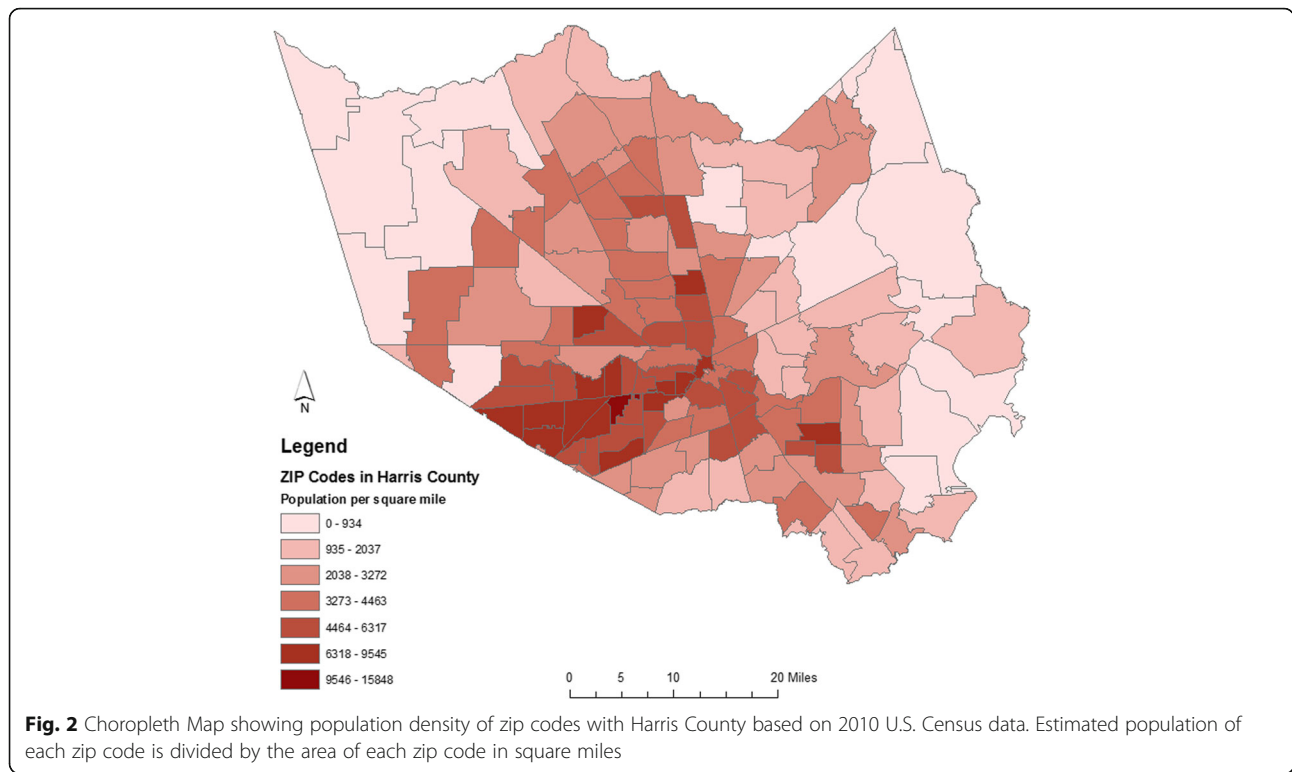 N
Legend
ZIP Codes in Harris County
Population per square mile
0 - 934
935 - 2037
2038 - 3272
3273 - 4463
4464 - 6317
6318 - 9545
9546 - 15848
0 5 10 20 Miles
Fig. 2 Choropleth Map showing population density of zip codes with Harris County based on 2010 U.S. Census data. Estimated population of
each zip code is divided by the area of each zip code in square miles